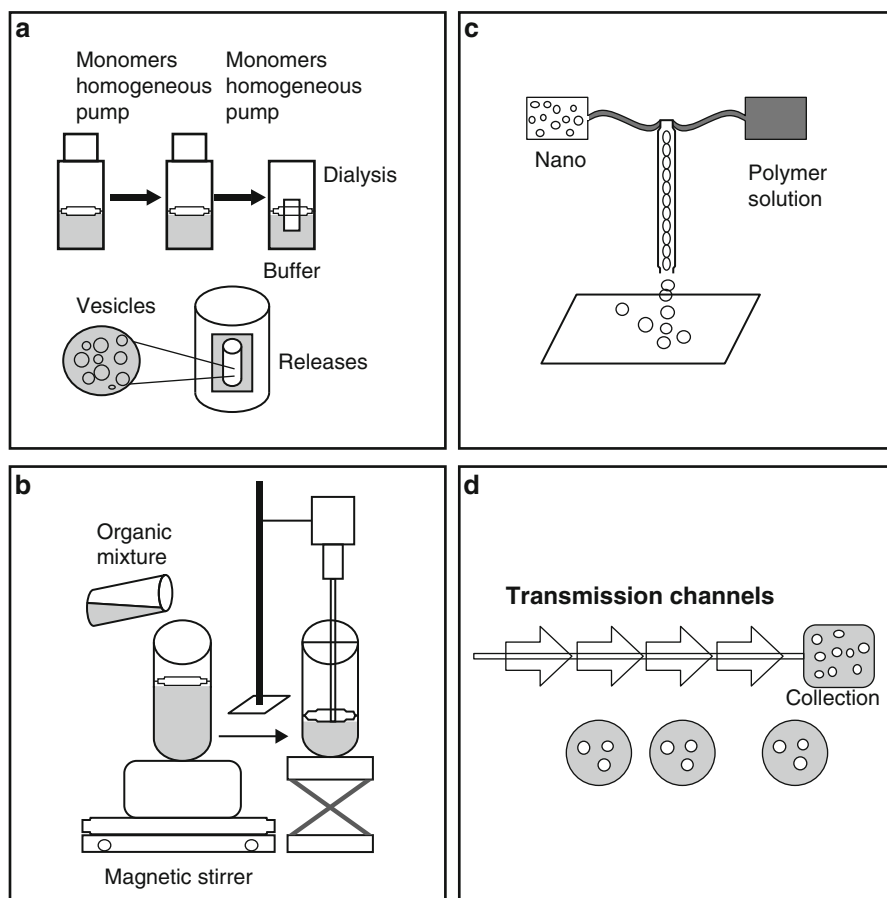 a
Monomers
homogeneous
pump
Monomers
homogeneous
pump
Dialysis
Buffer
Vesicles
Releases
b
Organic
mixture
Magnetic stirrer
c
Nano
Polymer
solution
d
Transmission channels
Collection